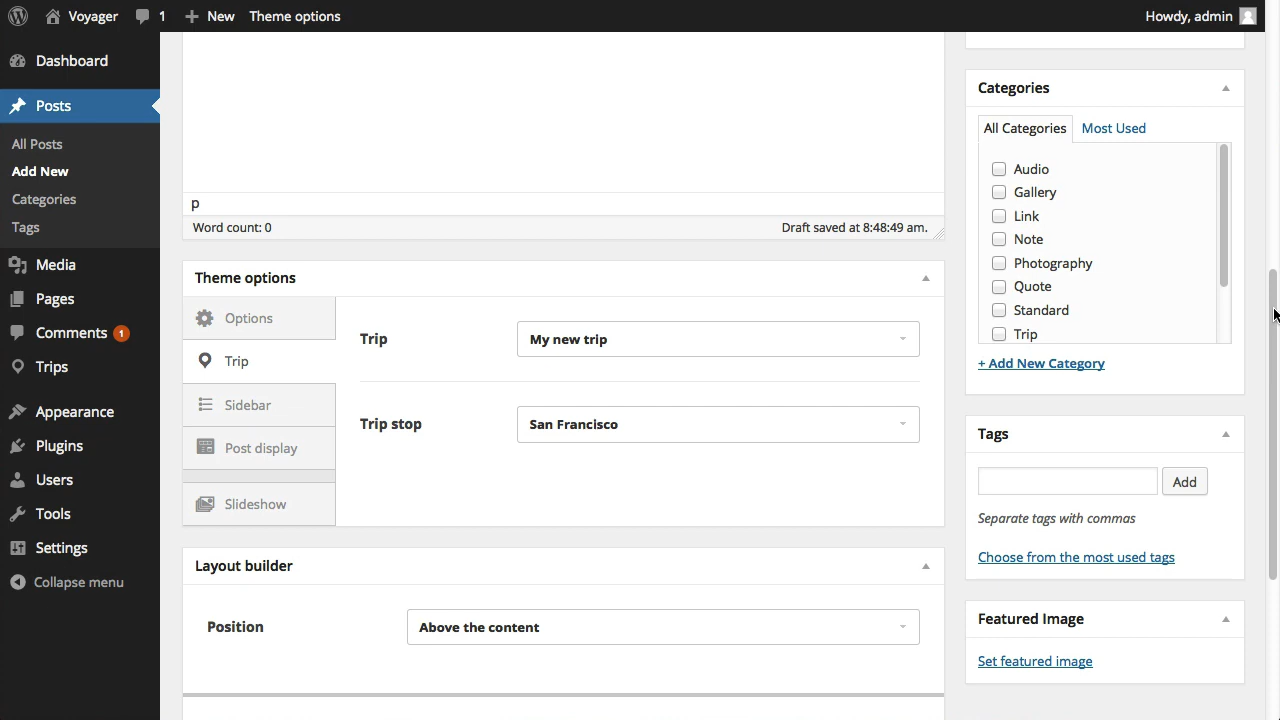 Voyager 1 New Theme options Howdy, admin
Dashboard
Posts
All Posts
Add New
Categories
Tags
Media
Pages
Comments 1
Trips
Appearance
Plugins
Users
Tools
Settings
Collapse menu
p
Word count: 0 Draft saved at 8:48:49 am.
Theme options
Options
Trip
Sidebar
Post display
Slideshow
Trip My new trip
Trip stop San Francisco
Layout builder
Position Above the content
Categories
All Categories Most Used
Audio
Gallery
Link
Note
Photography
Quote
Standard
Trip
+ Add New Category
Tags
Add
Separate tags with commas
Choose from the most used tags
Featured Image
Set featured image